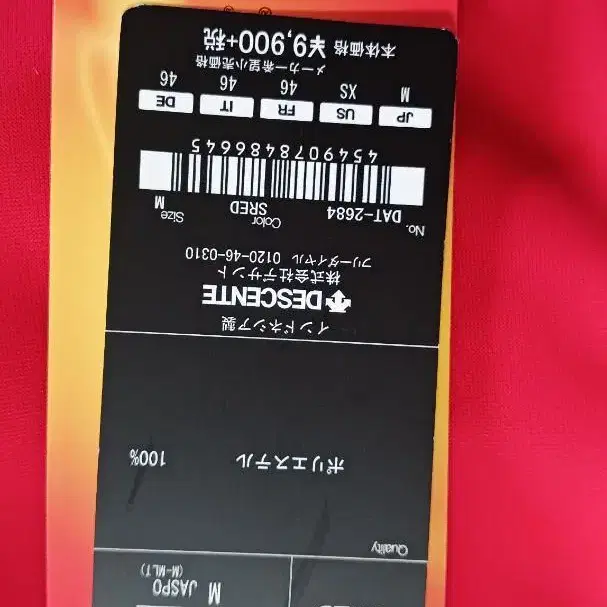 M JASPO
(M-MLT)
Quality
ポリエステル 100%
インドネシア製
DESCENTE
株式会社デサント
フリーダイヤル 0120-46-0310
No. Color Size
DAT-2684 SRED M
4549078486645
JP US FR IT DE
M XS 46 46 46
メーカー希望小売価格
本体価格 ¥9,900+税